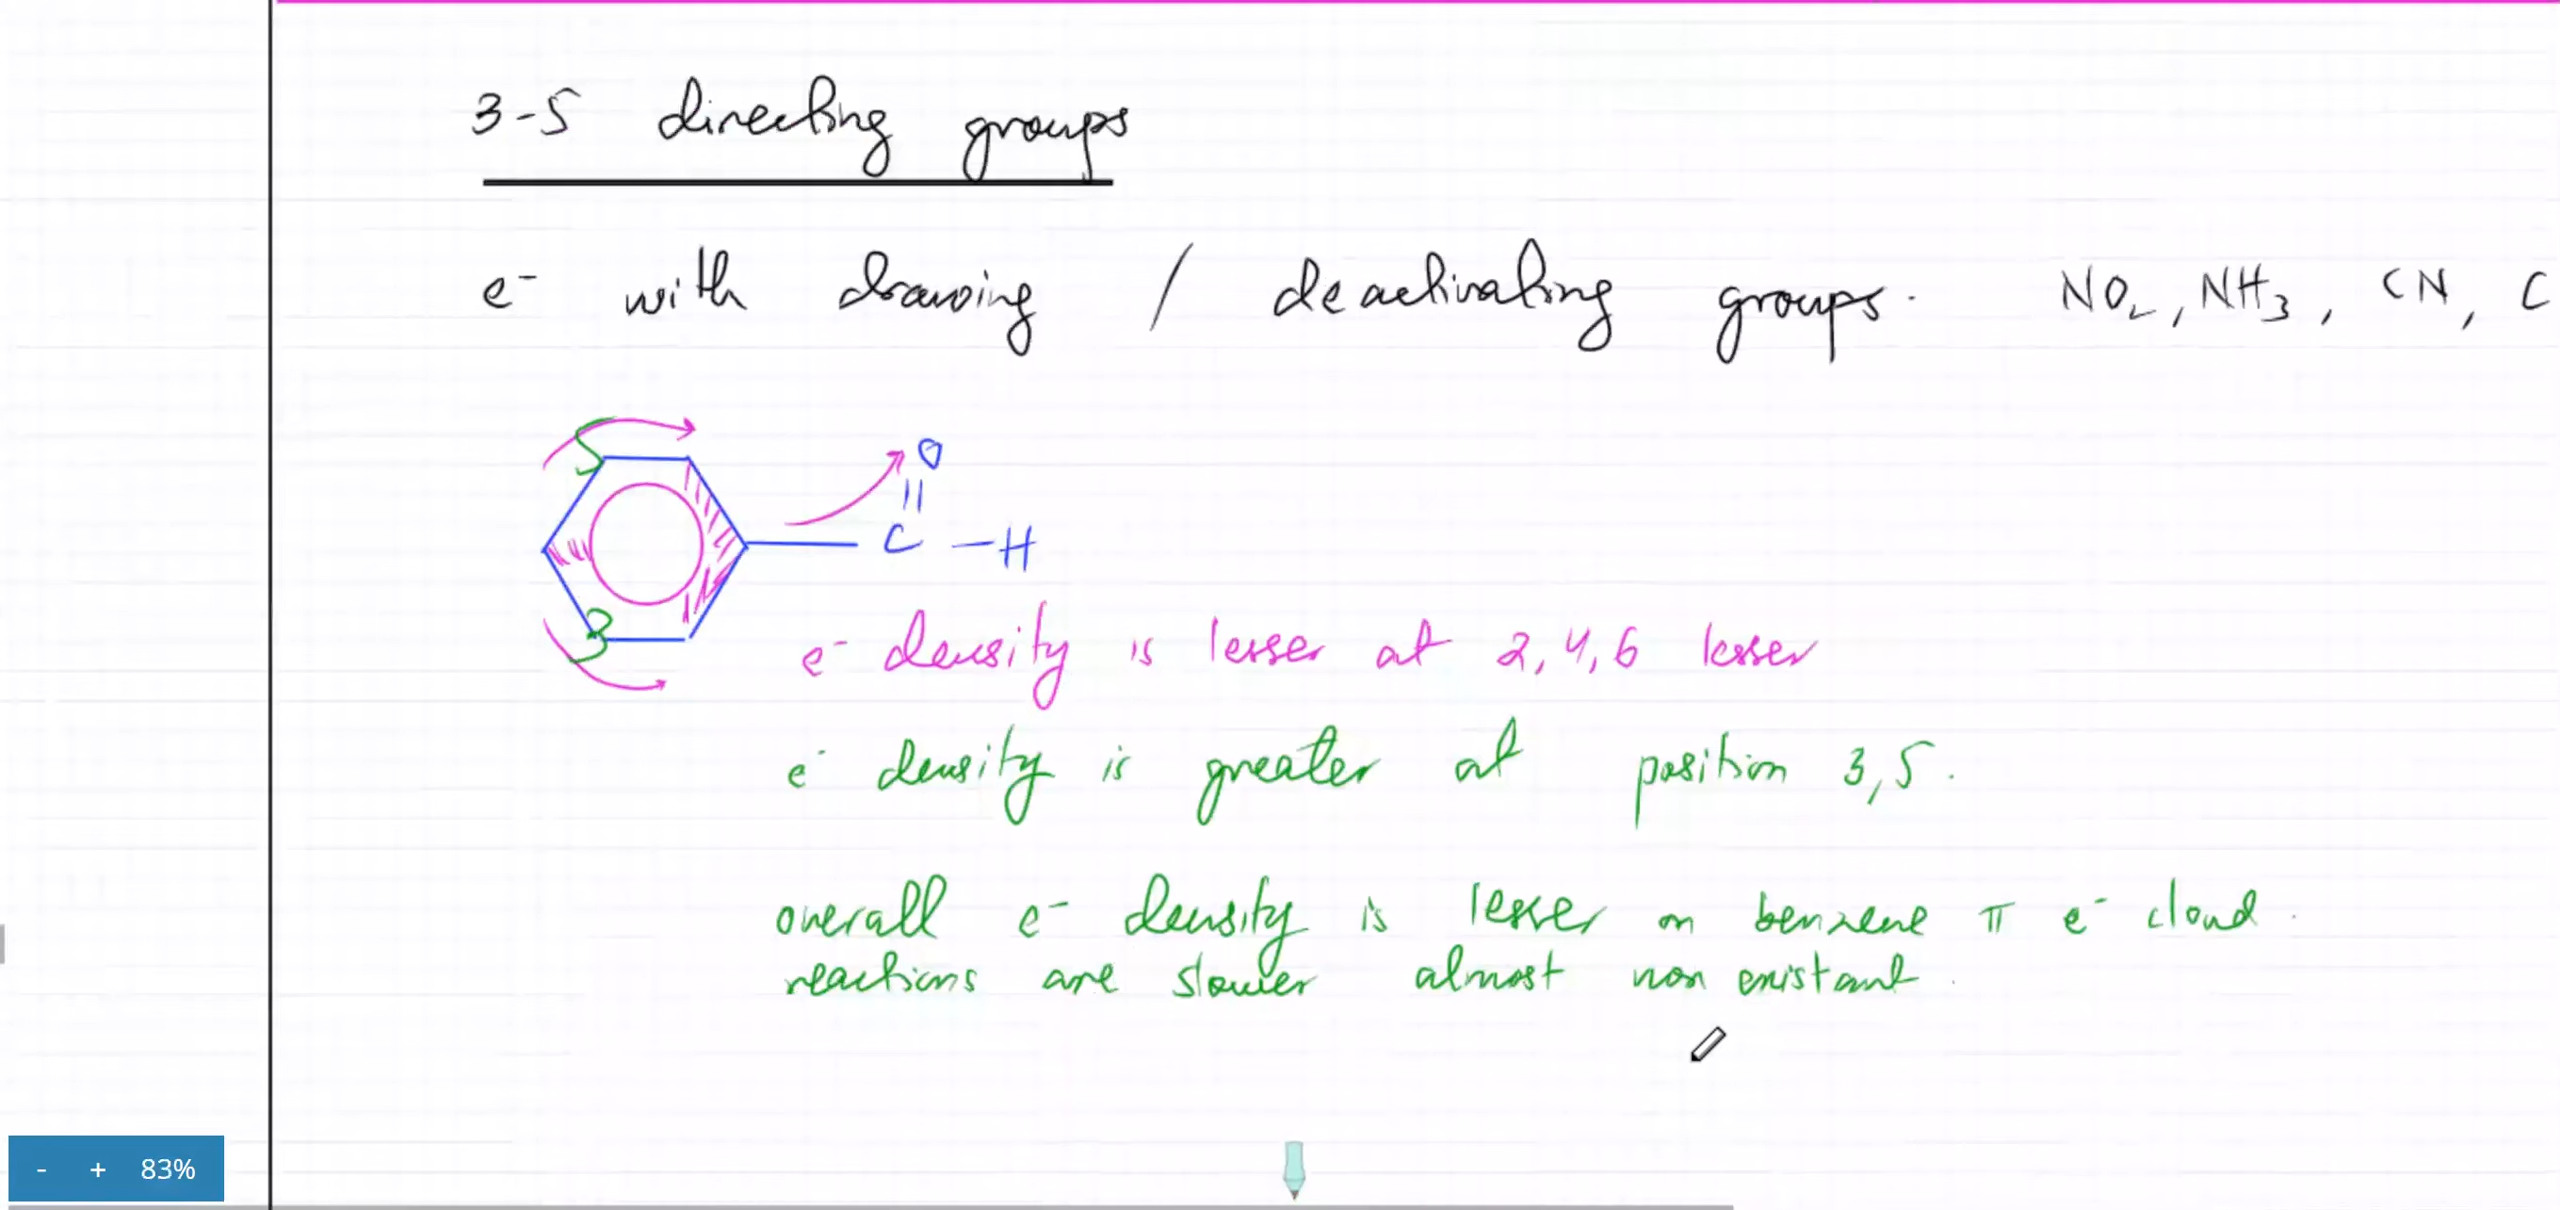 3-5 directing groups
e⁻ with drawing / deactivating groups. NO₂, NH₃, CN, C
5
O
C - H
3
e⁻ density is lesser at 2,4,6 lesser
e⁻ density is greater at position 3,5.
overall e⁻ density is lesser on benzene π e⁻ cloud.
reactions are slower almost non existant.
- + 83%